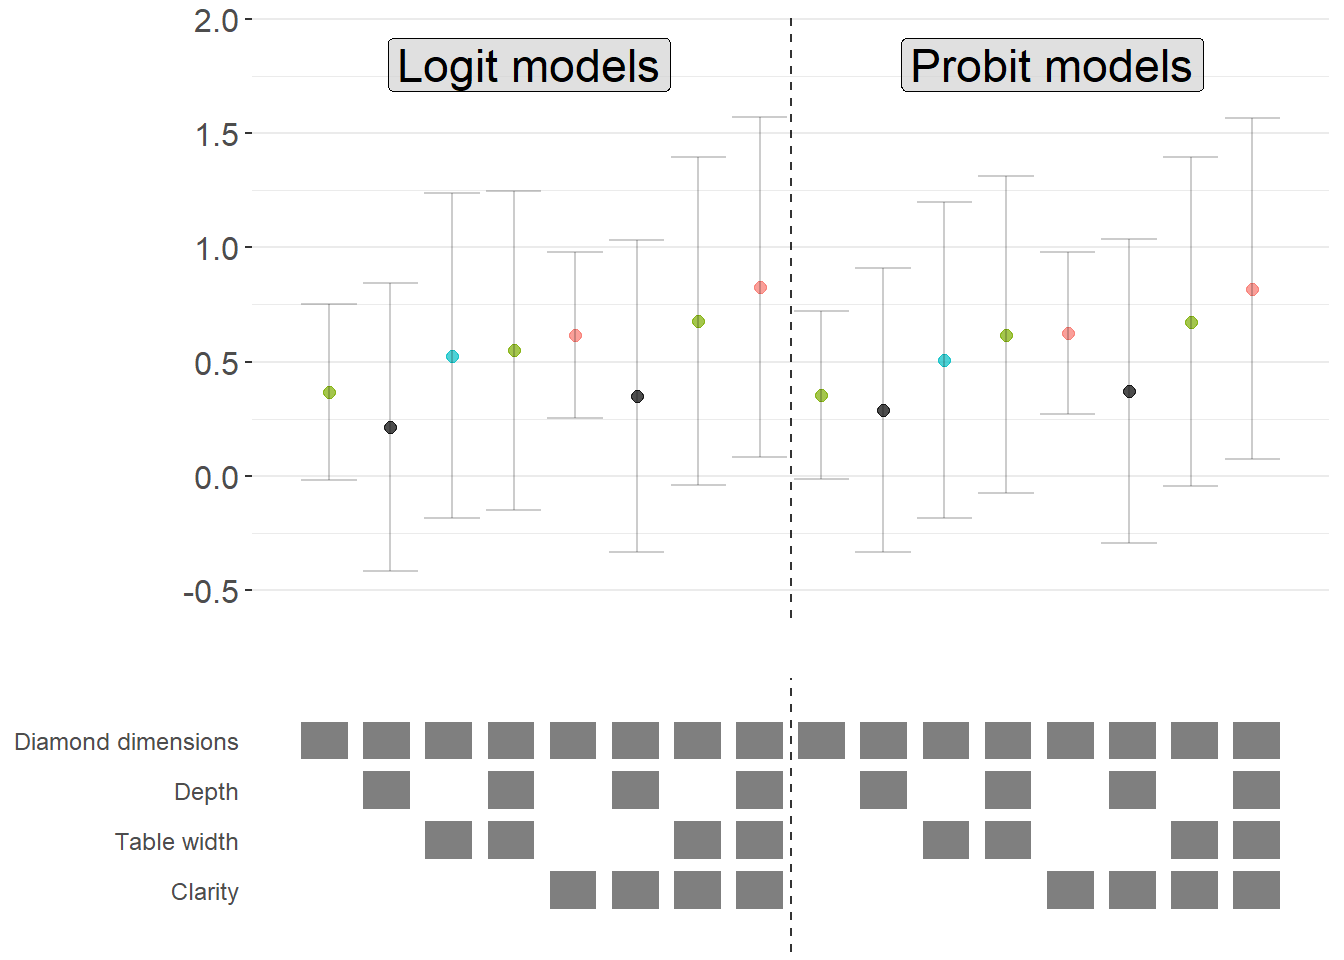 2.0
Logit models
Probit models
1.5
1.0
0.5
0.0
-0.5
Diamond dimensions
Depth
Table width
Clarity